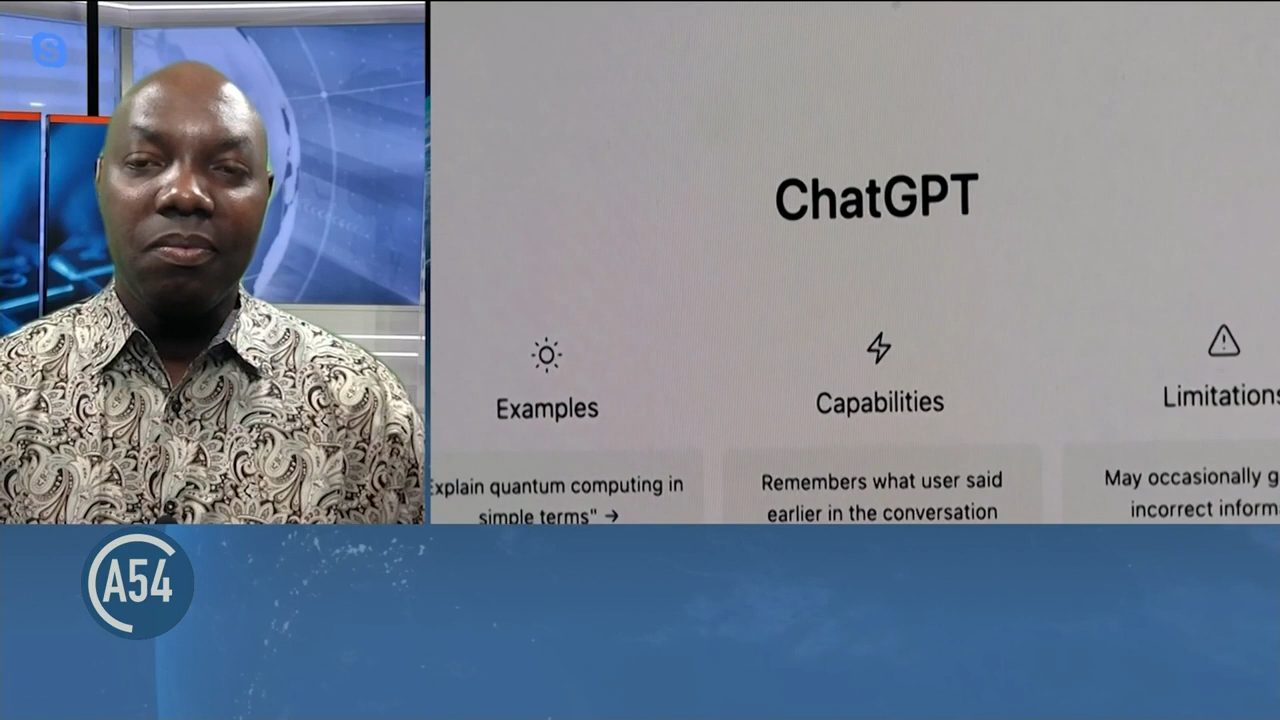 S
ChatGPT
Examples
Capabilities
Limitations
Explain quantum computing in
simple terms" →
Remembers what user said
earlier in the conversation
May occasionally g
incorrect inform
A54